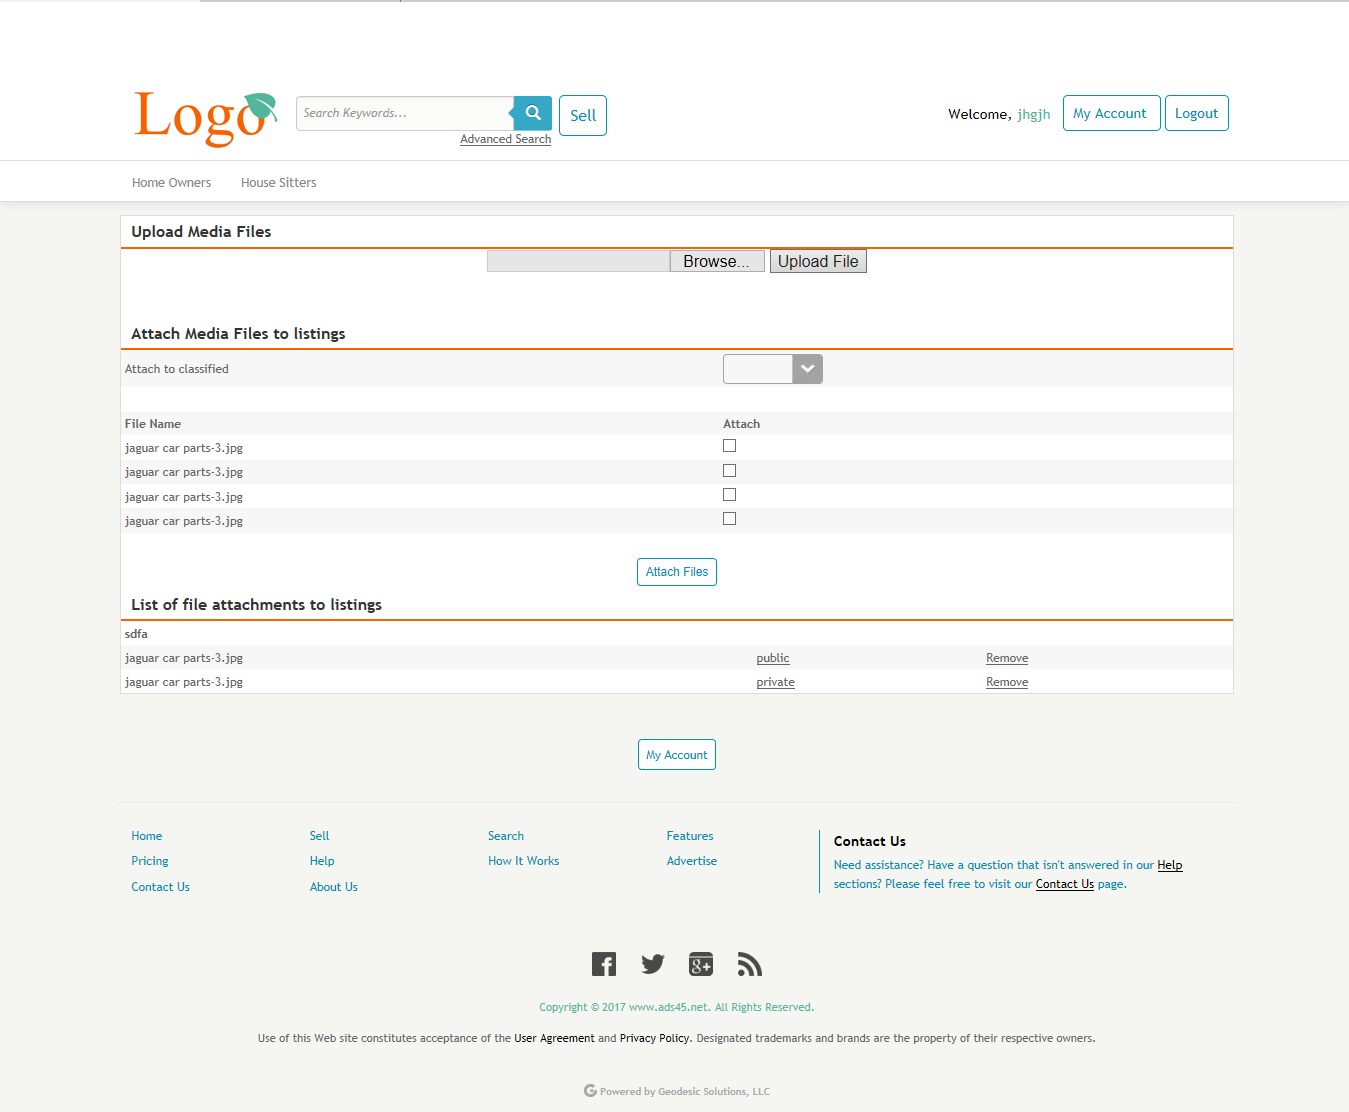 Logo
Search Keywords...
Sell
Advanced Search
Welcome, jhgjh
My Account
Logout
Home Owners
House Sitters
Upload Media Files
Browse...
Upload File
Attach Media Files to listings
Attach to classified
File Name Attach
jaguar car parts-3.jpg
jaguar car parts-3.jpg
jaguar car parts-3.jpg
jaguar car parts-3.jpg
Attach Files
List of file attachments to listings
sdfa
jaguar car parts-3.jpg public Remove
jaguar car parts-3.jpg private Remove
My Account
Home Sell Search Features
Pricing Help How It Works Advertise
Contact Us About Us
Contact Us
Need assistance? Have a question that isn't answered in our Help
sections? Please feel free to visit our Contact Us page.
Copyright © 2017 www.ads45.net. All Rights Reserved.
Use of this Web site constitutes acceptance of the User Agreement and Privacy Policy. Designated trademarks and brands are the property of their respective owners.
Powered by Geodesic Solutions, LLC